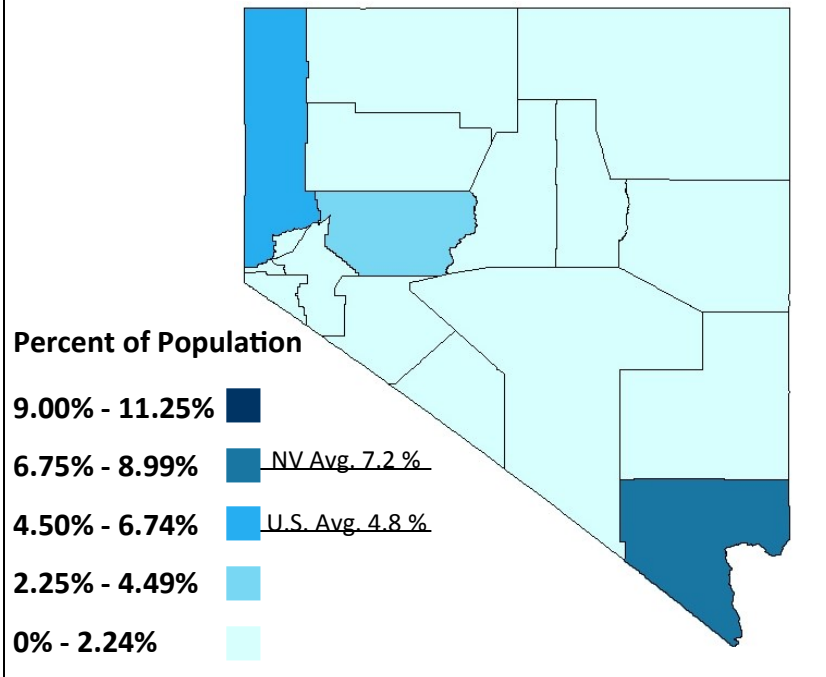 Percent of Population
9.00% - 11.25%
6.75% - 8.99% NV Avg. 7.2 %
4.50% - 6.74% U.S. Avg. 4.8 %
2.25% - 4.49%
0% - 2.24%